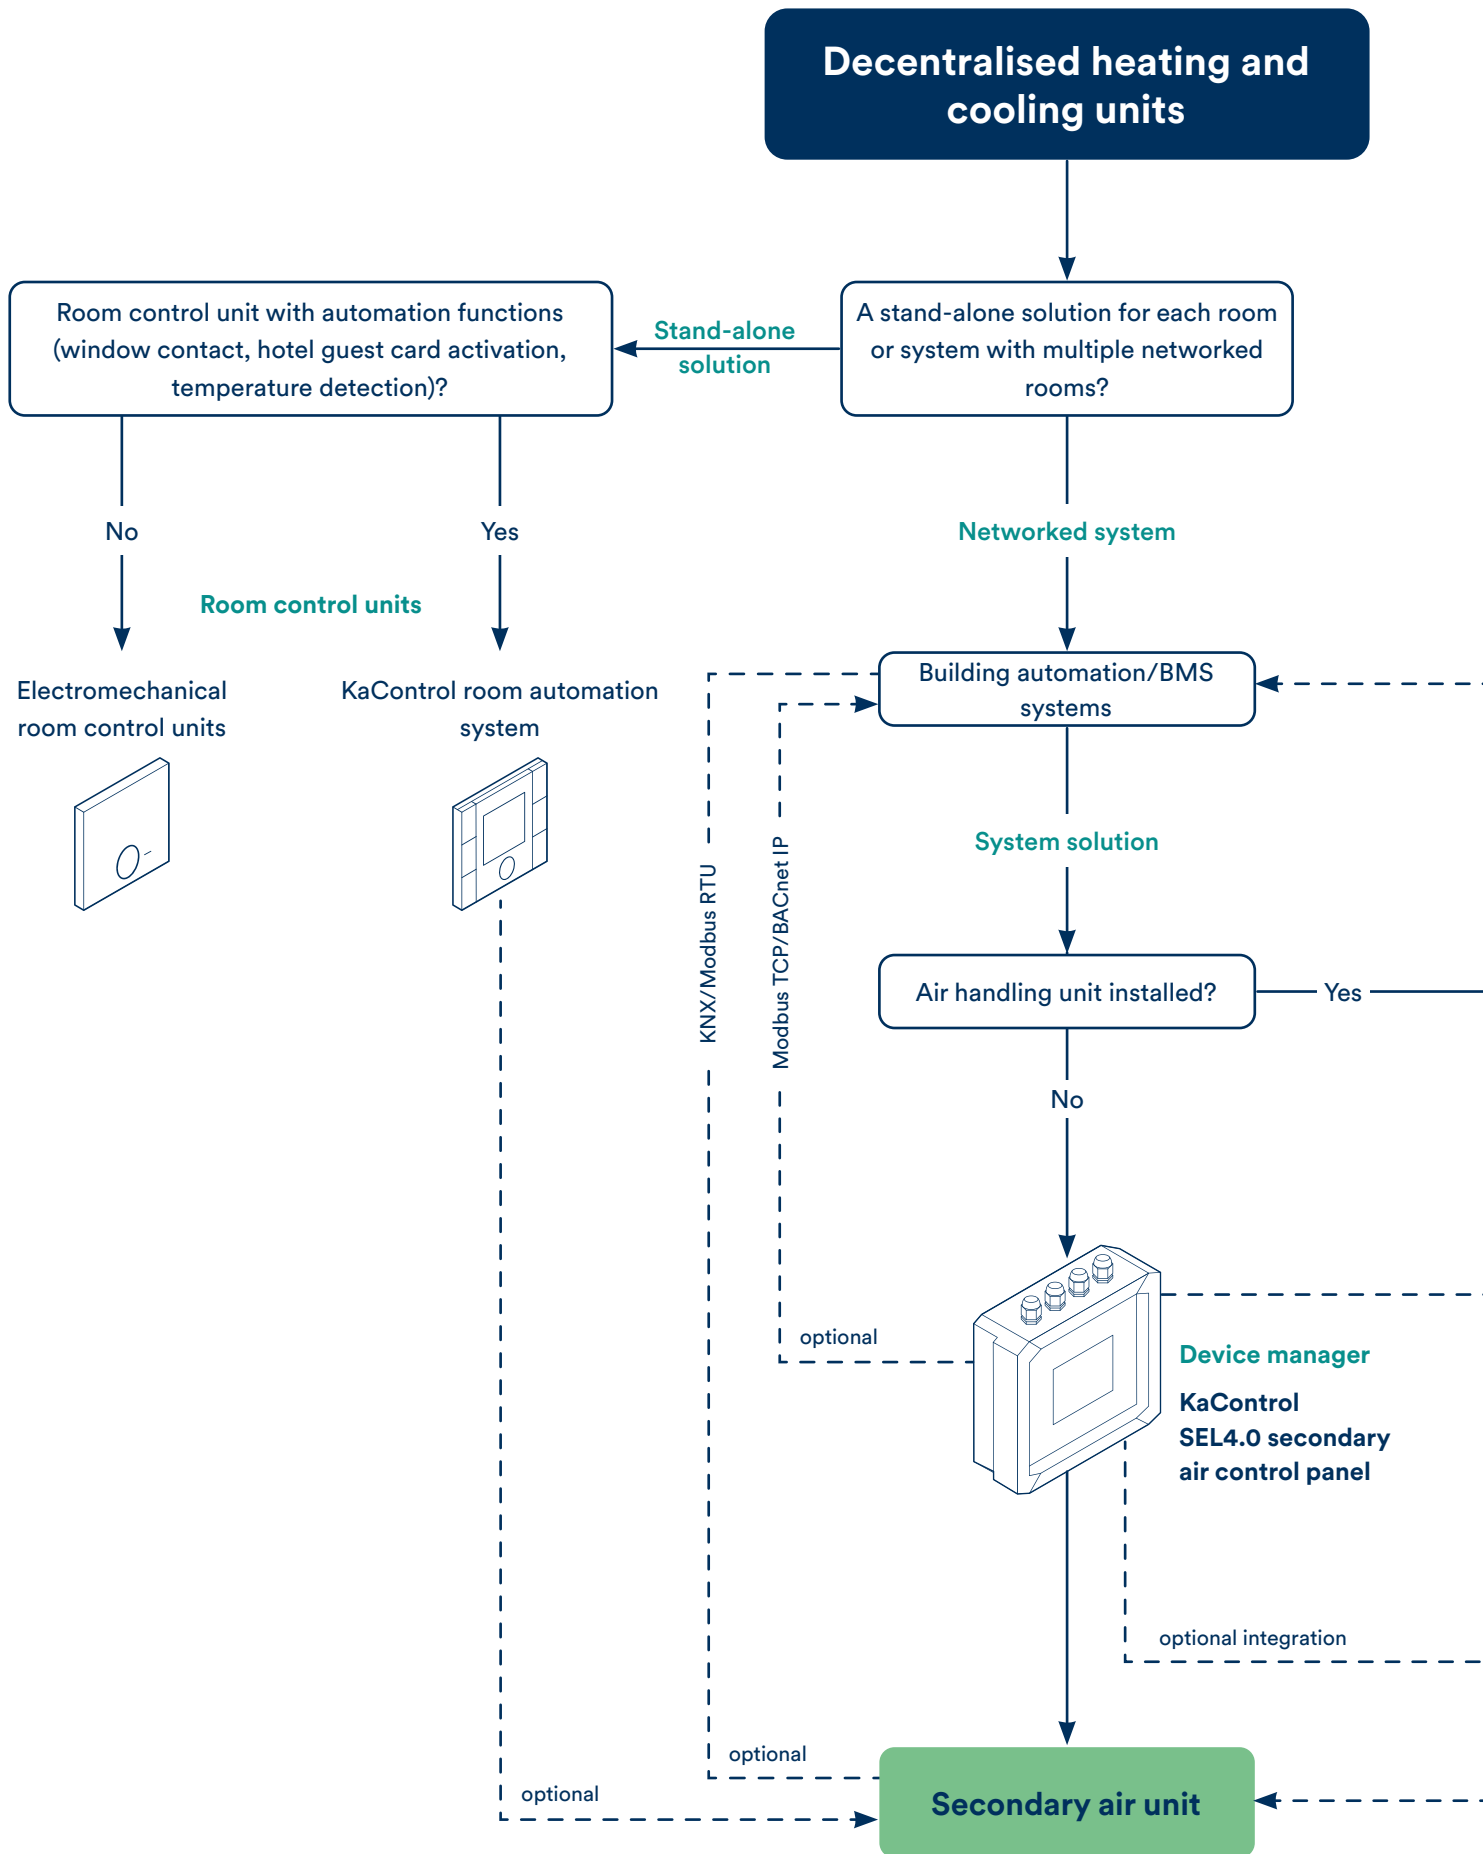 Decentralised heating and
cooling units
Room control unit with automation functions
(window contact, hotel guest card activation,
temperature detection)?
Stand-alone
solution
A stand-alone solution for each room
or system with multiple networked
rooms?
No
Yes
Networked system
Room control units
Electromechanical
room control units
KaControl room automation
system
Building automation/BMS
systems
System solution
KNX/Modbus RTU
Modbus TCP/BACnet IP
Air handling unit installed?
Yes
No
optional
Device manager
KaControl
SEL4.0 secondary
air control panel
optional integration
optional
optional
Secondary air unit